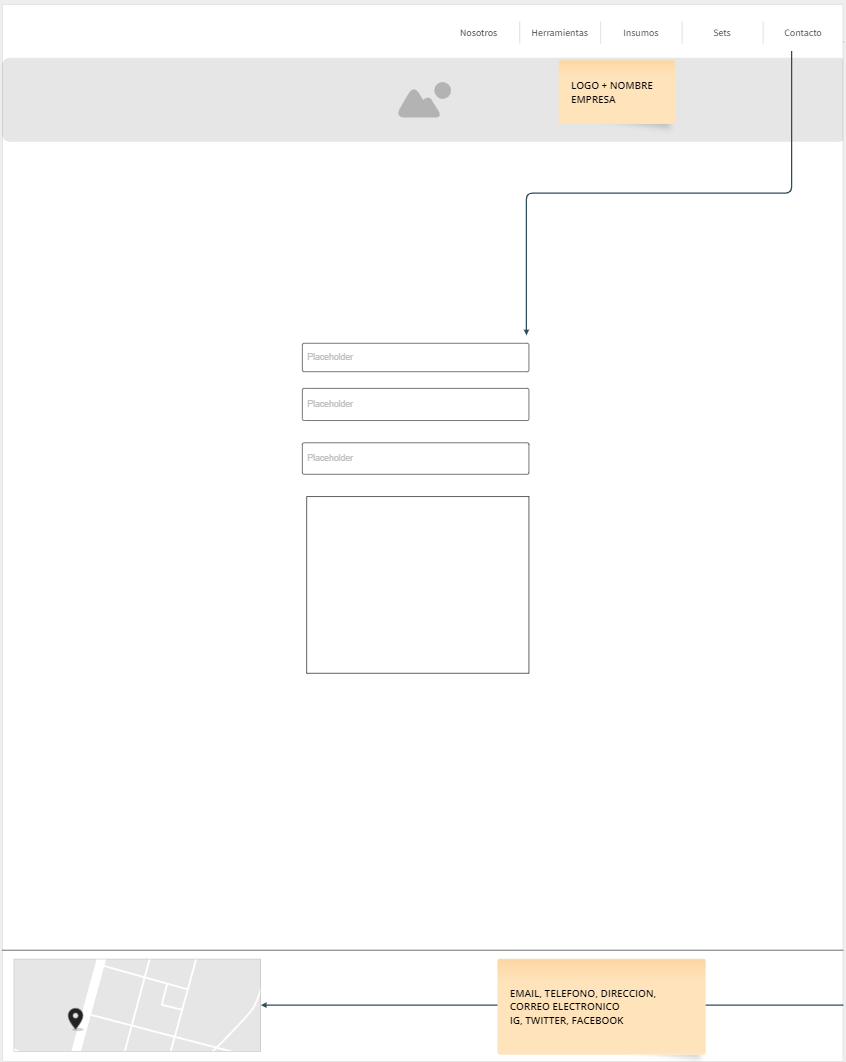 Nosotros
Herramientas
Insumos
Sets
Contacto
LOGO + NOMBRE
EMPRESA
Placeholder
Placeholder
Placeholder
EMAIL, TELEFONO, DIRECCION,
CORREO ELECTRONICO
IG, TWITTER, FACEBOOK